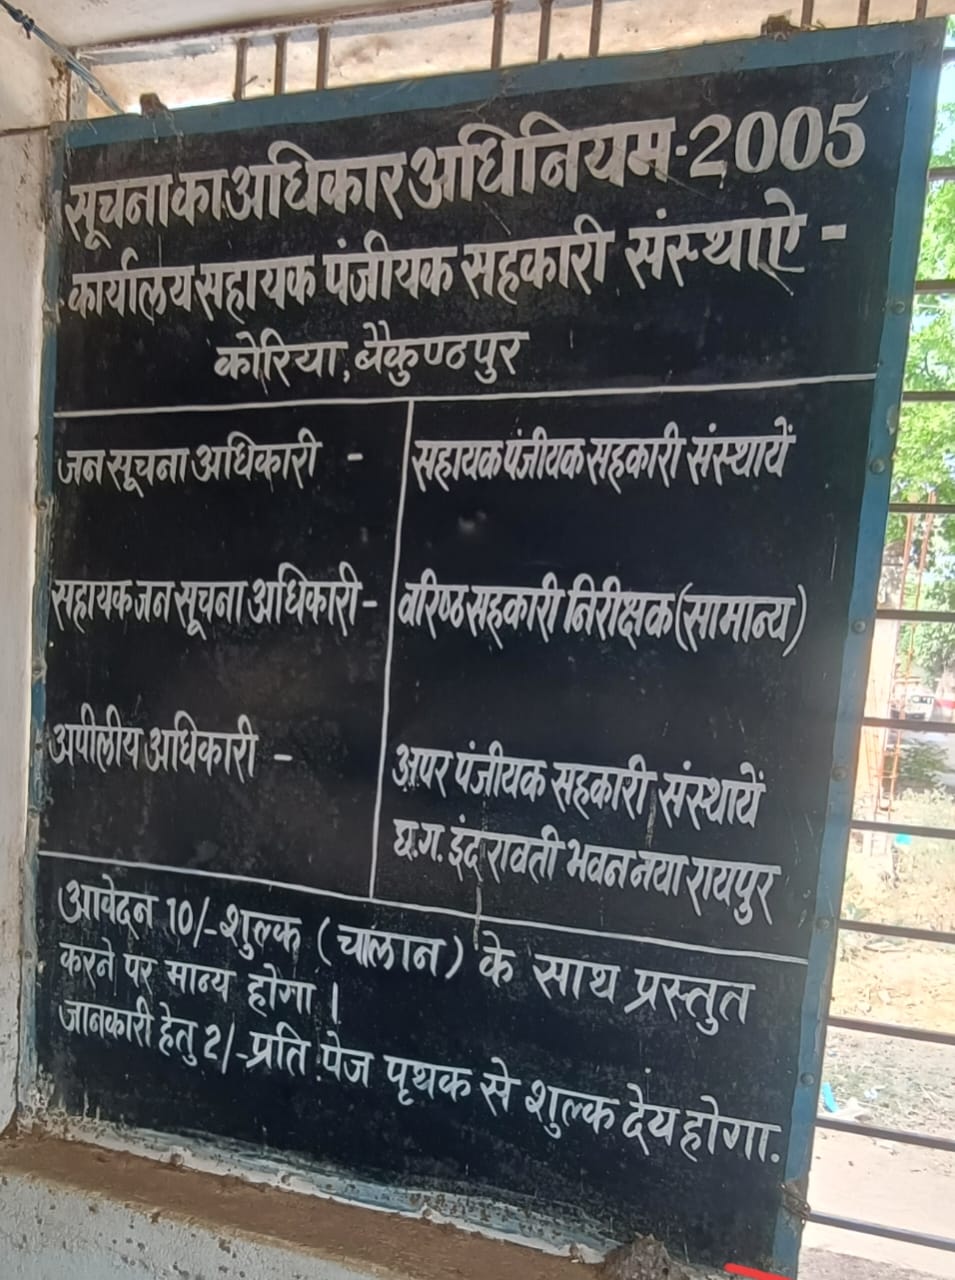 सूचना का अधिकार अधिनियम-2005
कार्यालय सहायक पंजीयक सहकारी संस्थाऐ -
कोरिया, बैकुण्ठपुर
जन सूचना अधिकारी - सहायक पंजीयक सहकारी संस्थायें
सहायक जन सूचना अधिकारी - वरिष्ठ सहकारी निरीक्षक (सामान्य)
अपीलीय अधिकारी - अपर पंजीयक सहकारी संस्थायें
छ.ग. इंद्रावती भवन नया रायपुर
आवेदन 10/- शुल्क (चालान) के साथ प्रस्तुत
करने पर मान्य होगा।
जानकारी हेतु 2/- प्रति पेज पृथक से शुल्क देय होगा.